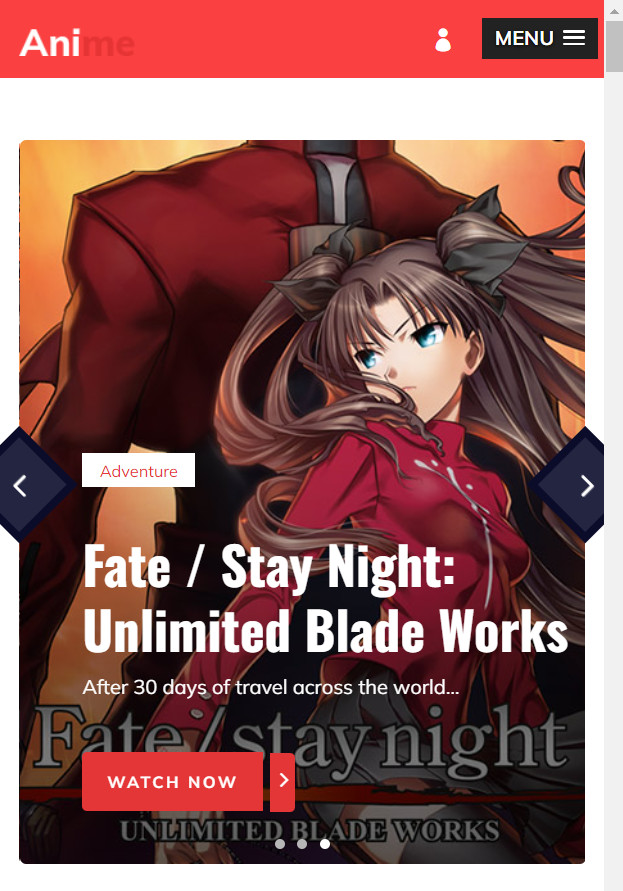 Anime
MENU
Adventure
Fate / Stay Night:
Unlimited Blade Works
After 30 days of travel across the world...
Fate/stay night
WATCH NOW
UNLIMITED BLADE WORKS